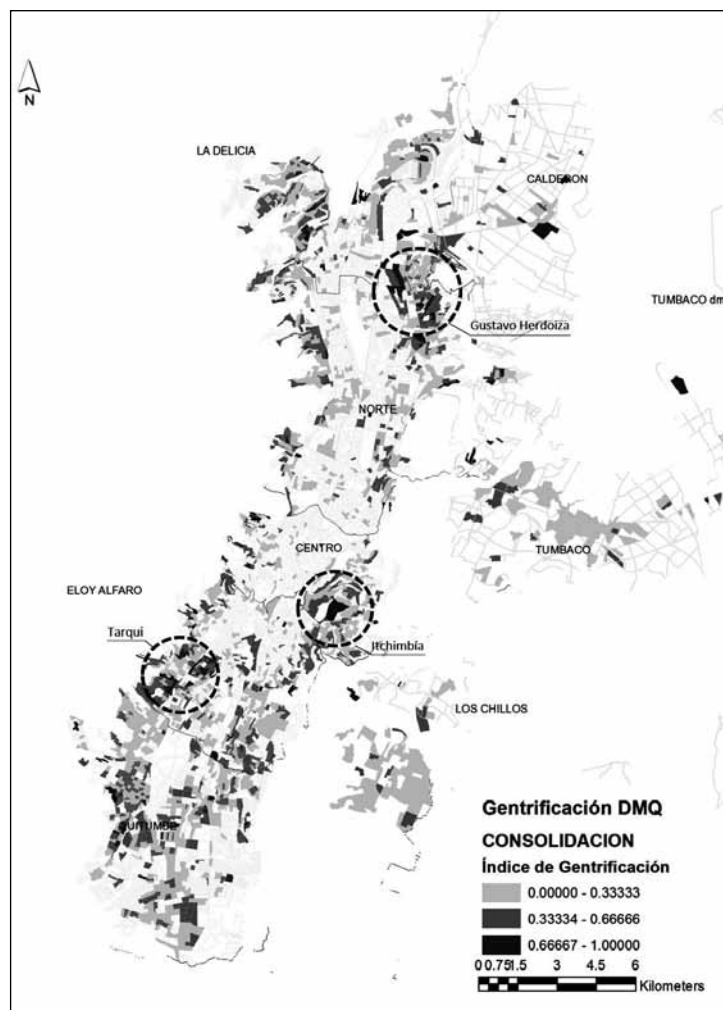 N
LA DELICIA
CALDERON
TUMBACO dm
Gustavo Herdoiza
NORTE
TUMBACO
CENTRO
ELOY ALFARO
Tarqui
Itchimbía
LOS CHILLOS
QUITUMBE
Gentrificación DMQ
CONSOLIDACION
Índice de Gentrificación
0.00000 - 0.33333
0.33334 - 0.66666
0.66667 - 1.00000
0 0.75 1.5 3 4.5 6
Kilometers